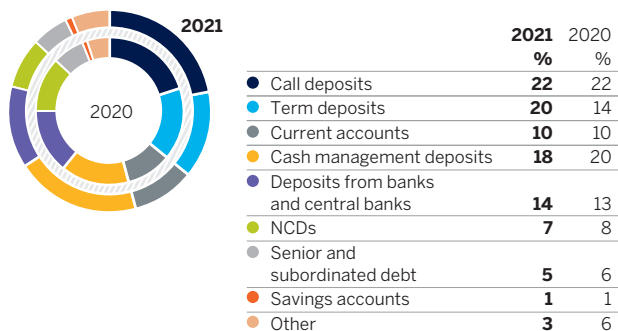 2021
2020
2021 2020
% %
Call deposits 22 22
Term deposits 20 14
Current accounts 10 10
Cash management deposits 18 20
Deposits from banks
and central banks 14 13
NCDs 7 8
Senior and
subordinated debt 5 6
Savings accounts 1 1
Other 3 6